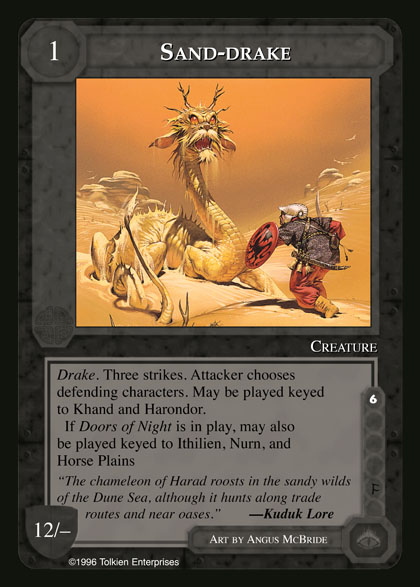 1
SAND-DRAKE
CREATURE
Drake. Three strikes. Attacker chooses
defending characters. May be played keyed
to Khand and Harondor.
If Doors of Night is in play, may also
be played keyed to Ithilien, Nurn, and
Horse Plains
6
“The chameleon of Harad roosts in the sandy wilds
of the Dune Sea, although it hunts along trade
routes and near oases.” —Kuduk Lore
12/–
ART BY ANGUS MCBRIDE
©1996 Tolkien Enterprises